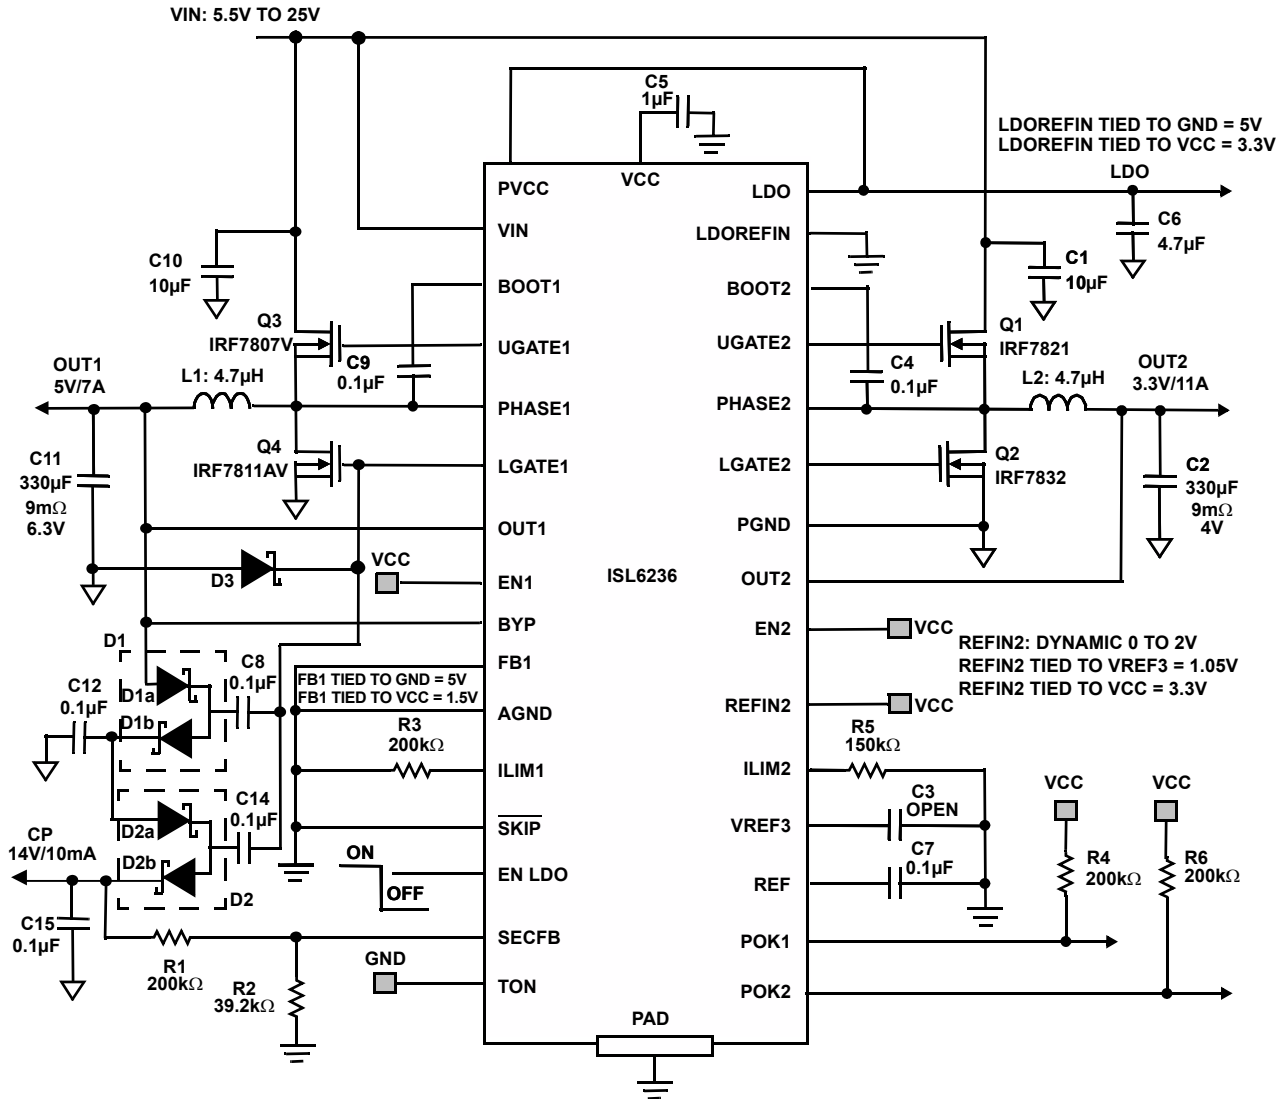 VIN: 5.5V TO 25V
C5
1µF
LDOREFIN TIED TO GND = 5V
LDOREFIN TIED TO VCC = 3.3V
PVCC
VCC
LDO
LDO
VIN
LDOREFIN
C6
4.7µF
C10
10µF
C1
10µF
BOOT1
BOOT2
Q3
IRF7807V
UGATE1
UGATE2
Q1
IRF7821
C9
0.1µF
C4
0.1µF
OUT1
5V/7A
L1: 4.7µH
L2: 4.7µH
OUT2
3.3V/11A
PHASE1
PHASE2
Q4
IRF7811AV
LGATE1
LGATE2
Q2
IRF7832
C11
330µF
9mΩ
6.3V
C2
330µF
9mΩ
4V
OUT1
PGND
D3
VCC
EN1
ISL6236
OUT2
BYP
EN2
VCC
REFIN2: DYNAMIC 0 TO 2V
REFIN2 TIED TO VREF3 = 1.05V
REFIN2 TIED TO VCC = 3.3V
D1
D1a
D1b
C8
0.1µF
C12
0.1µF
FB1
FB1 TIED TO GND = 5V
FB1 TIED TO VCC = 1.5V
AGND
REFIN2
VCC
R3
200kΩ
ILIM1
ILIM2
R5
150kΩ
C14
0.1µF
D2a
D2b
D2
CP
14V/10mA
SKIP
VREF3
C3
OPEN
VCC
VCC
ON
OFF
EN LDO
REF
C7
0.1µF
R4
200kΩ
R6
200kΩ
C15
0.1µF
R1
200kΩ
SECFB
POK1
R2
39.2kΩ
GND
TON
POK2
PAD